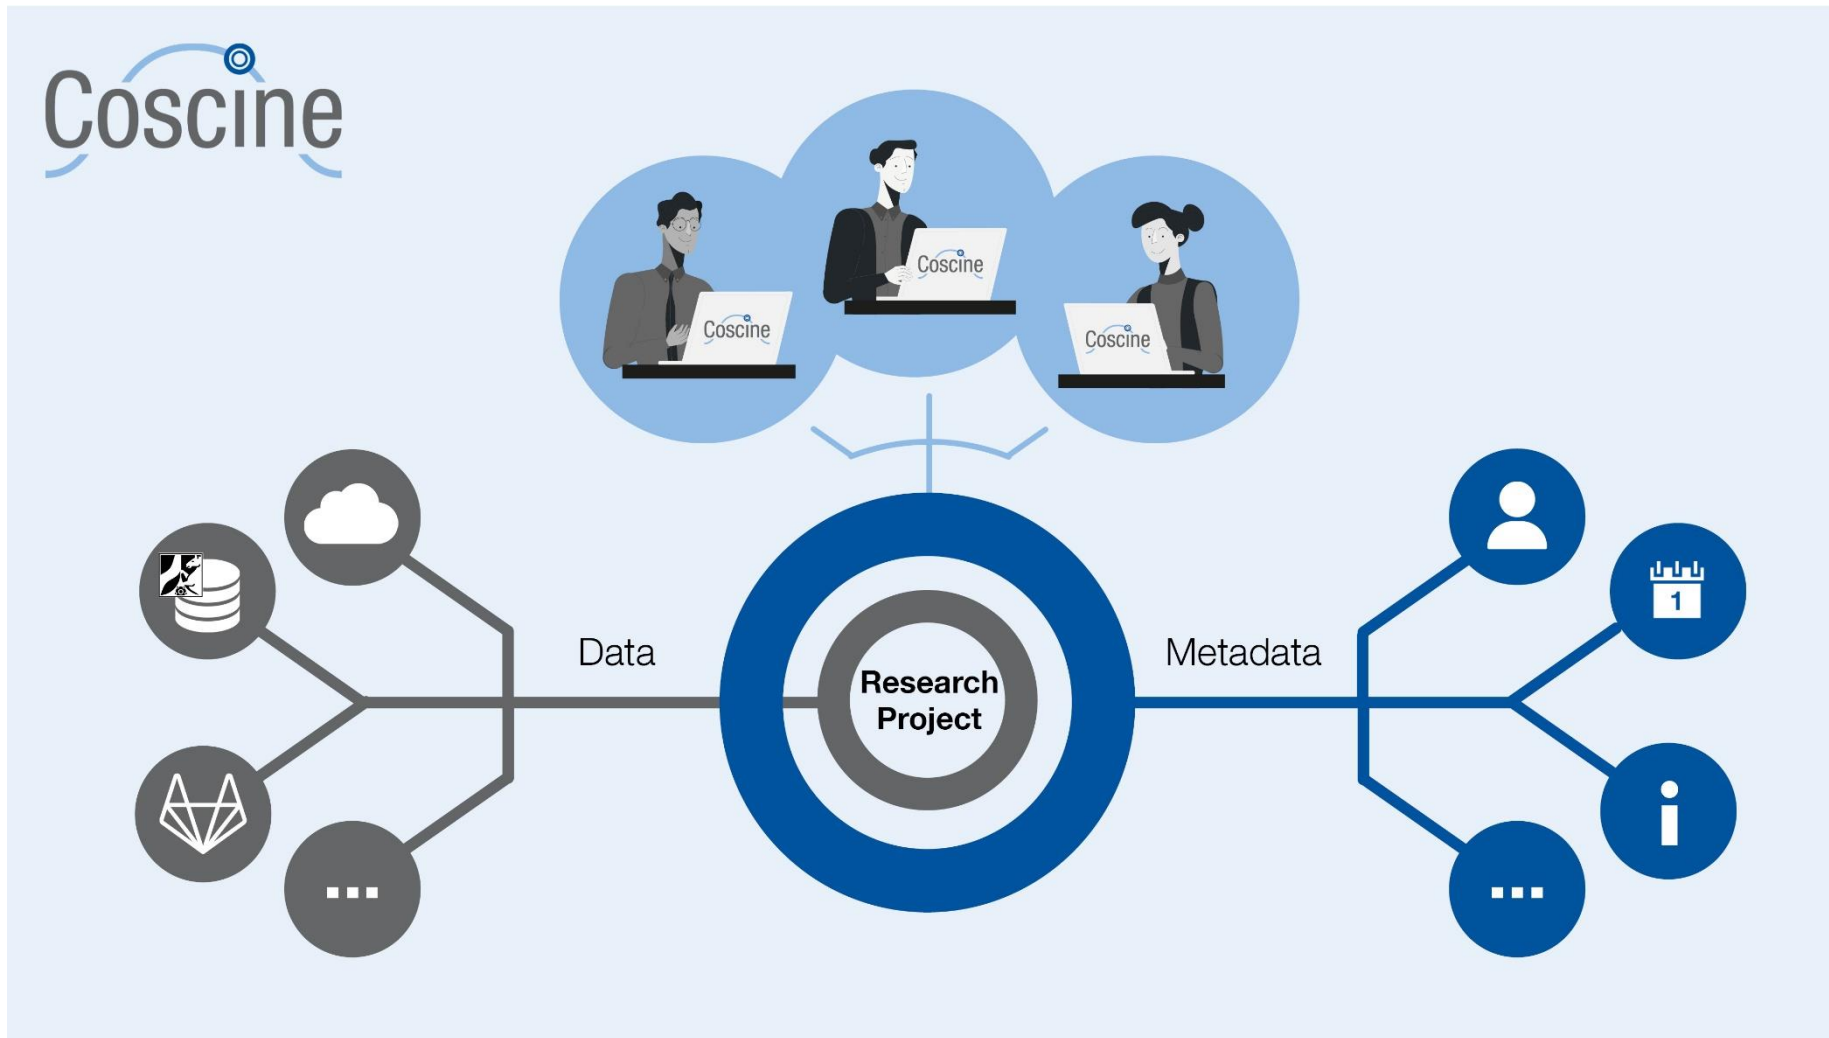 Coscine
Coscine
Coscine
Coscine
Data
Metadata
Research
Project
1
i
...
...